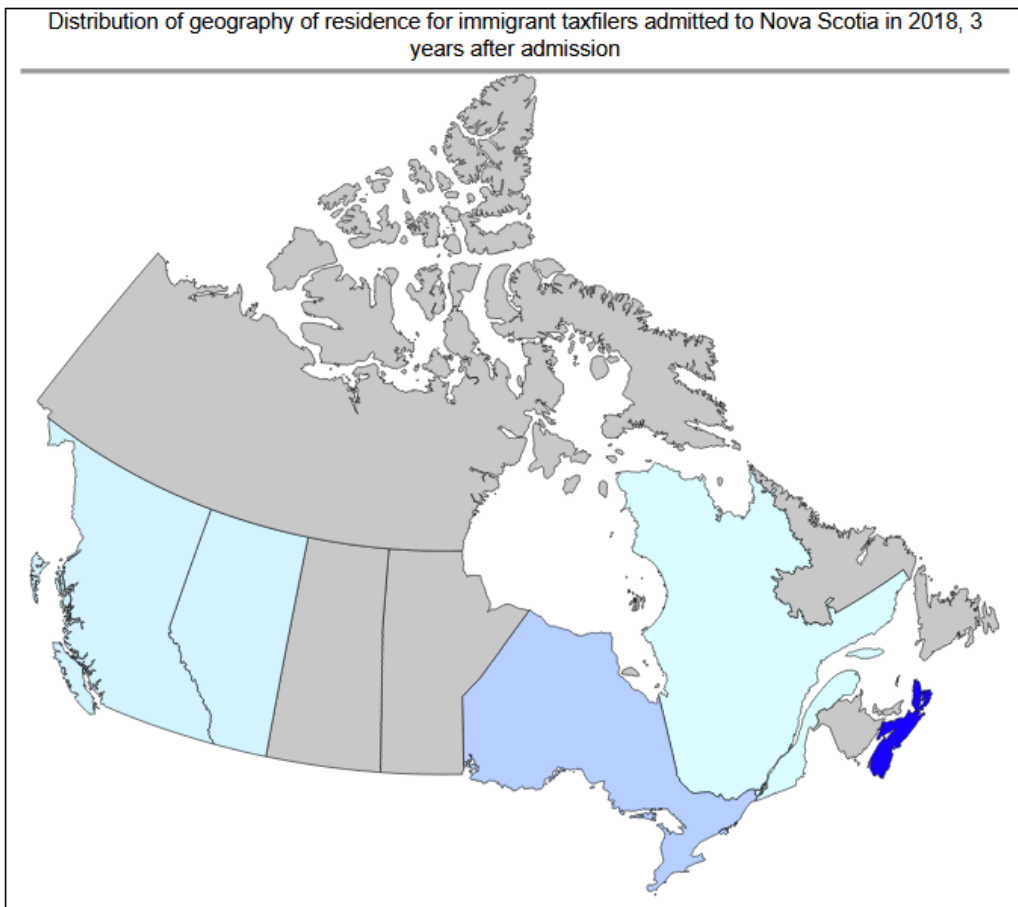 Distribution of geography of residence for immigrant taxfilers admitted to Nova Scotia in 2018, 3
years after admission